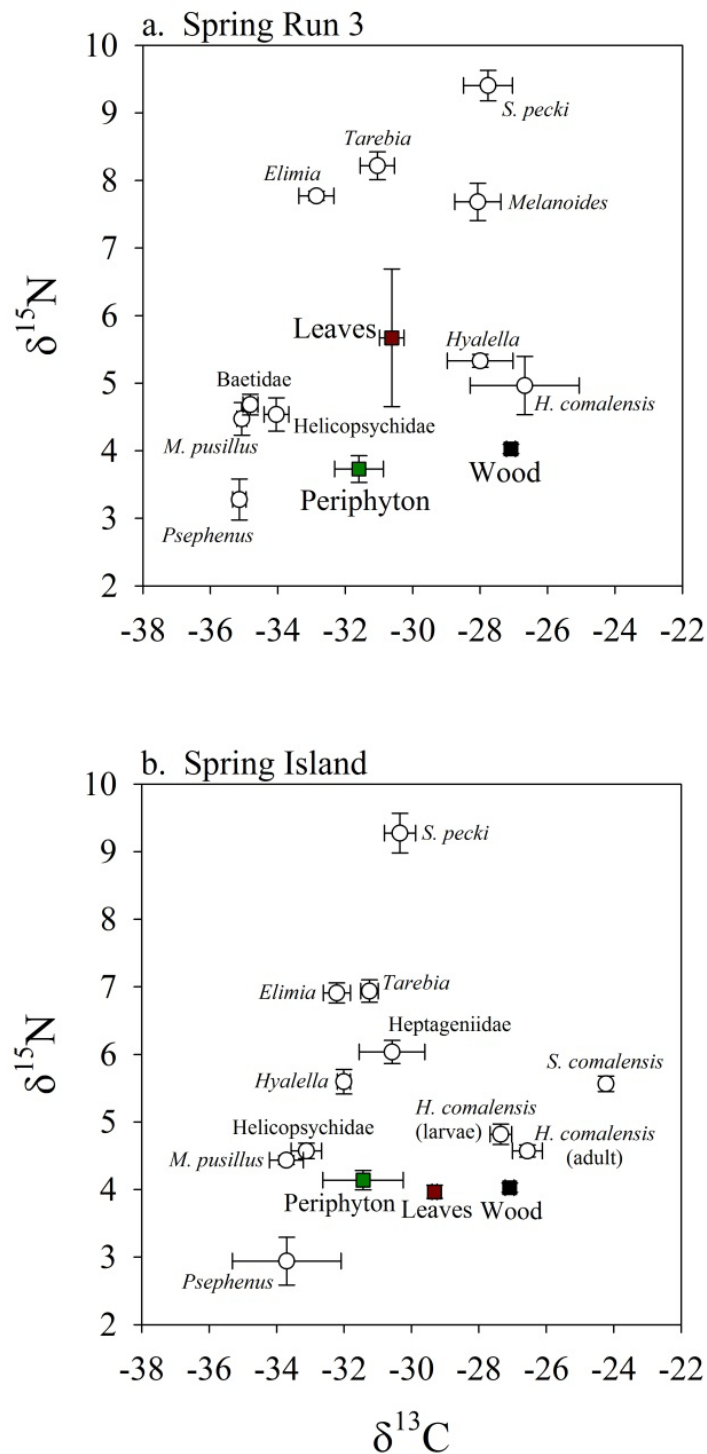 a. Spring Run 3
10
9
8
7
6
5
4
3
2
δ¹⁵N
S. pecki
Tarebia
Elimia
Melanoides
Leaves
Hyalella
Baetidae
H. comalensis
M. pusillus
Helicopsychidae
Wood
Periphyton
Psephenus
-38 -36 -34 -32 -30 -28 -26 -24 -22
b. Spring Island
10
9
8
7
6
5
4
3
2
δ¹⁵N
S. pecki
Elimia
Tarebia
Heptageniidae
Hyalella
S. comalensis
H. comalensis
(larvae)
Helicopsychidae
H. comalensis
(adult)
M. pusillus
Periphyton
Leaves
Wood
Psephenus
-38 -36 -34 -32 -30 -28 -26 -24 -22
δ¹³C